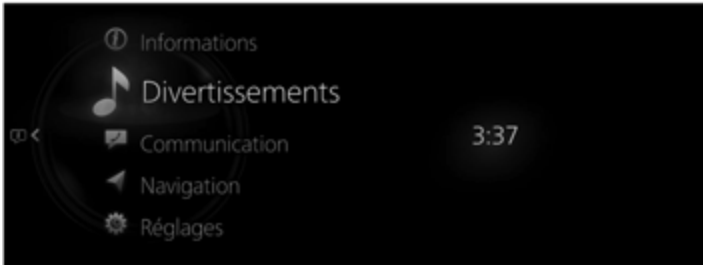 Informations
Divertissements
Communication
3:37
Navigation
Réglages